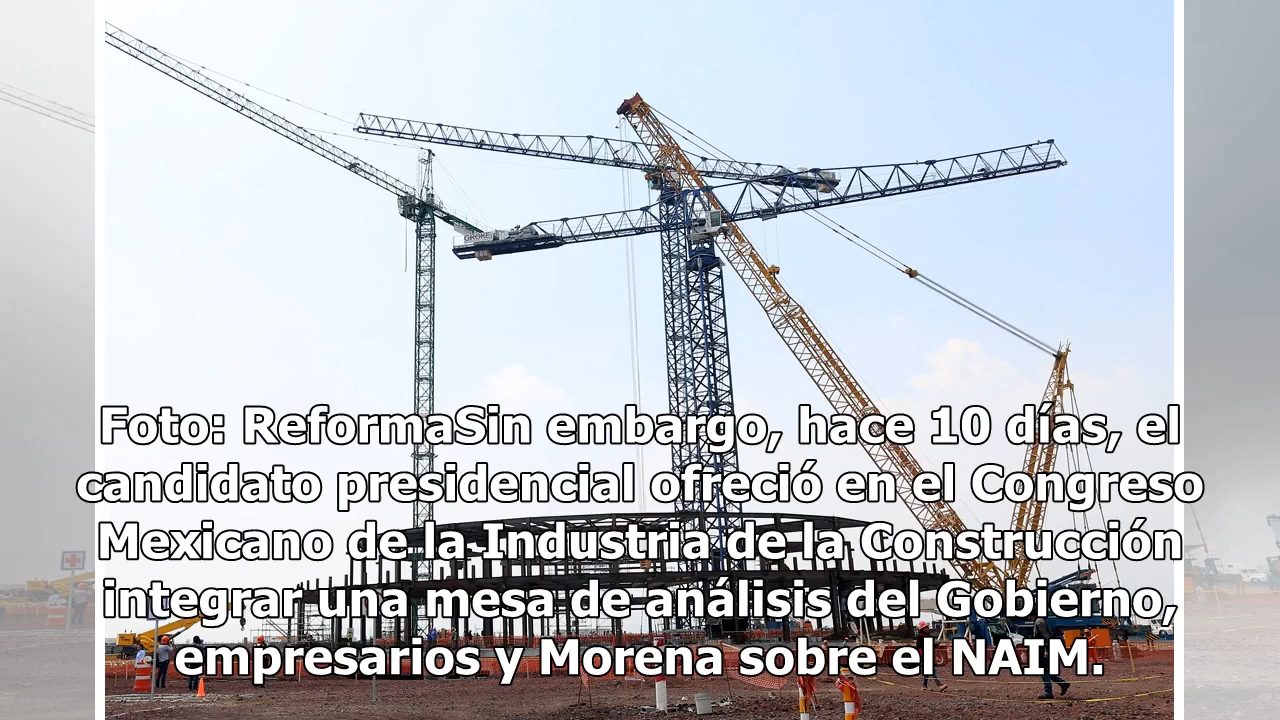 Foto: ReformaSin embargo, hace 10 días, el
candidato presidencial ofreció en el Congreso
Mexicano de la Industria de la Construcción
integrar una mesa de análisis del Gobierno,
empresarios y Morena sobre el NAIM.